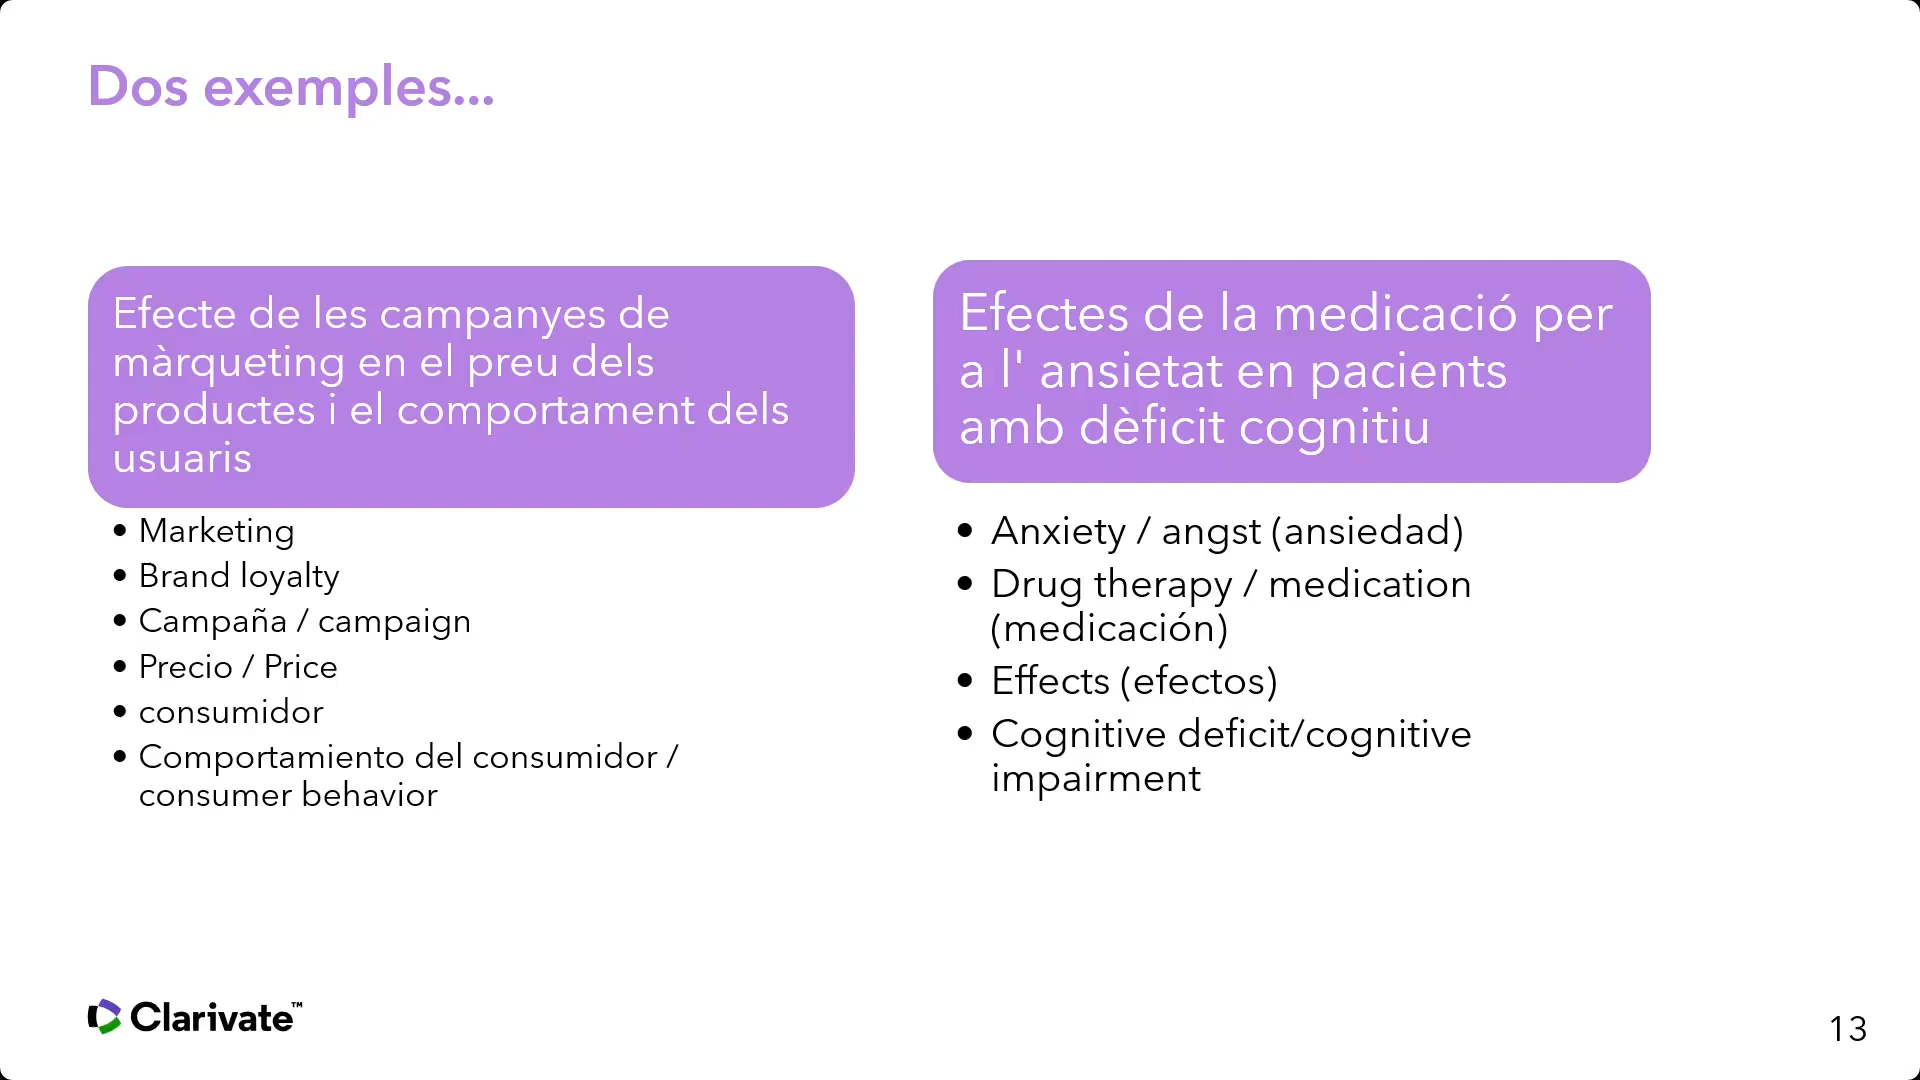 Dos exemples...
Efecte de les campanyes de
màrqueting en el preu dels
productes i el comportament dels
usuaris
• Marketing
• Brand loyalty
• Campaña / campaign
• Precio / Price
• consumidor
• Comportamiento del consumidor /
consumer behavior
Efectes de la medicació per
a l' ansietat en pacients
amb dèficit cognitiu
• Anxiety / angst (ansiedad)
• Drug therapy / medication
(medicación)
• Effects (efectos)
• Cognitive deficit/cognitive
impairment
Clarivate™
13